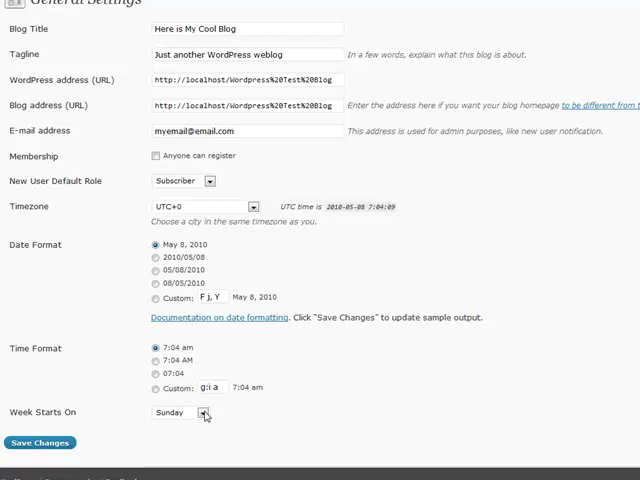 General Settings
Blog Title Here is My Cool Blog
Tagline Just another WordPress weblog In a few words, explain what this blog is about.
WordPress address (URL) http://localhost/Wordpress%20Test%20Blog
Blog address (URL) http://localhost/Wordpress%20Test%20Blog Enter the address here if you want your blog homepage to be different from
E-mail address myemail@email.com This address is used for admin purposes, like new user notification.
Membership Anyone can register
New User Default Role Subscriber
Timezone UTC+0 UTC time is 2010-05-08 7:04:09
Choose a city in the same timezone as you.
Date Format May 8, 2010
2010/05/08
05/08/2010
08/05/2010
Custom: F j, Y May 8, 2010
Documentation on date formatting. Click “Save Changes” to update sample output.
Time Format 7:04 am
7:04 AM
07:04
Custom: g:i a 7:04 am
Week Starts On Sunday
Save Changes